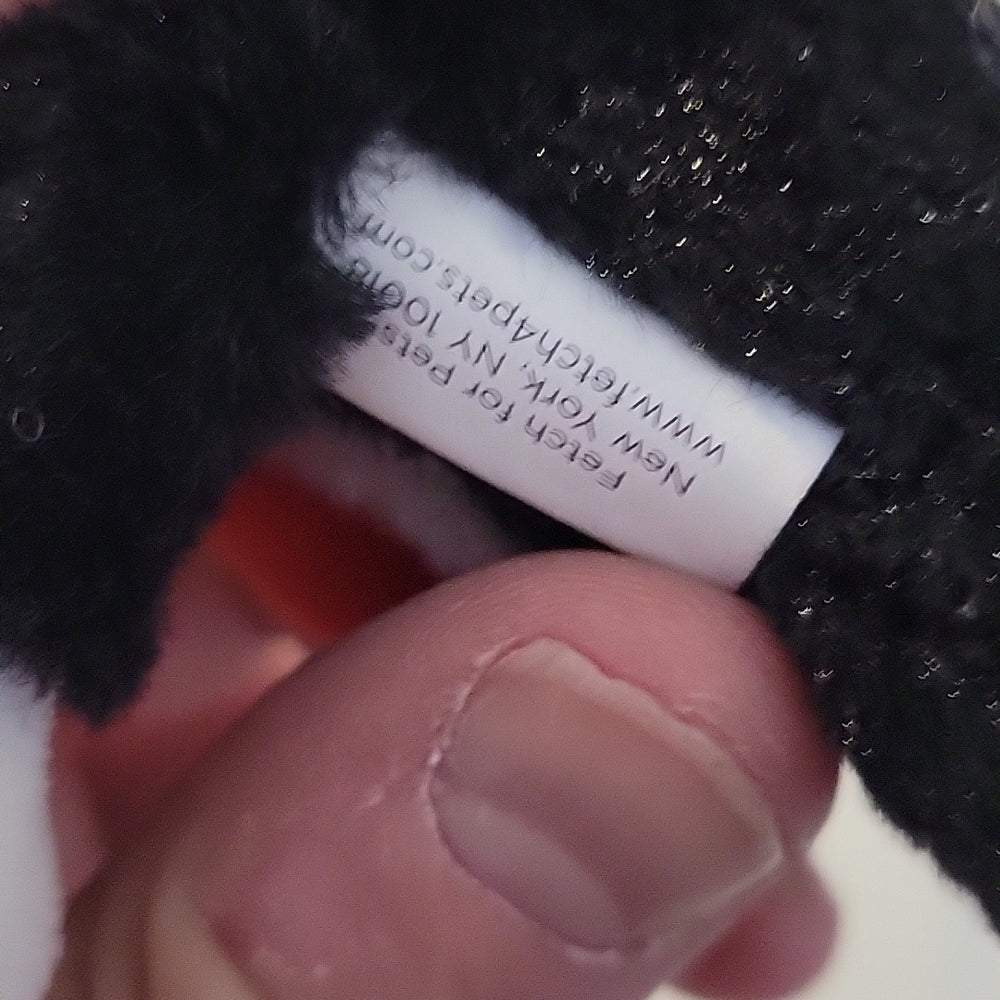 Fetch for Pets
New York, NY 10018
www.fetch4pets.com